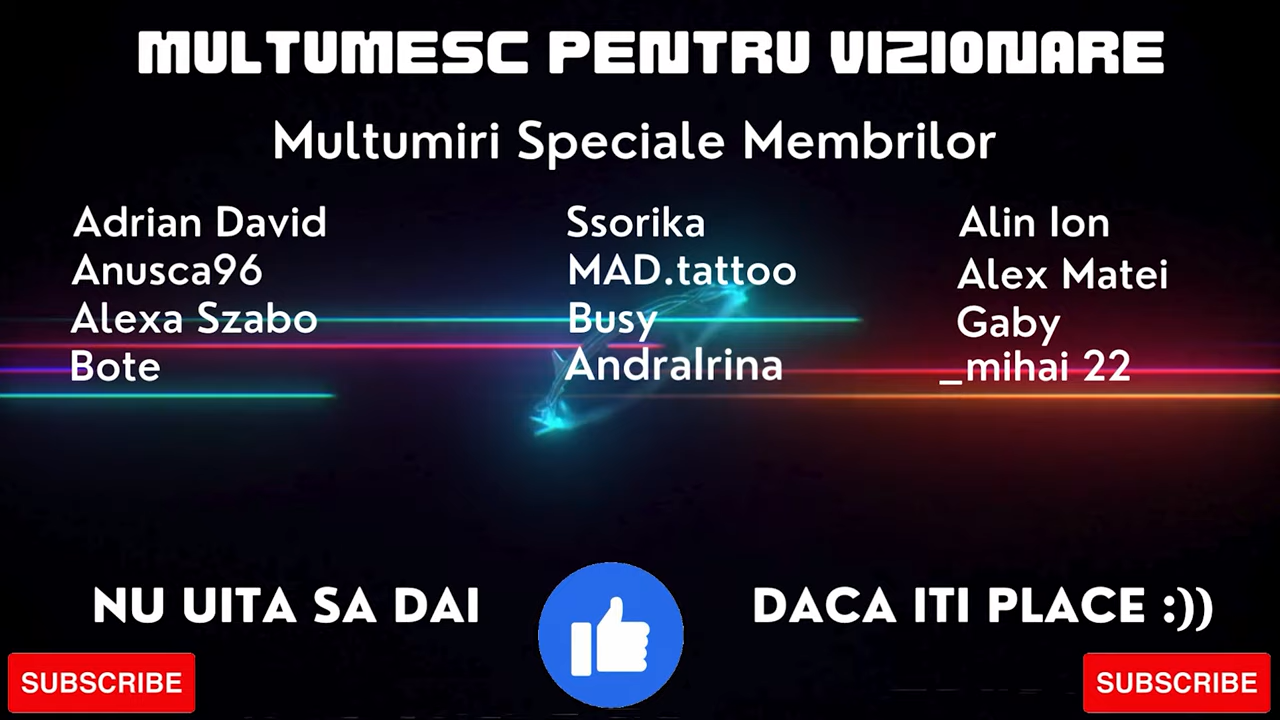 MULTUMESC PENTRU VIZIONARE
Multumiri Speciale Membrilor
Adrian David
Anusca96
Alexa Szabo
Bote
Ssorika
MAD.tattoo
Busy
AndraIrina
Alin Ion
Alex Matei
Gaby
_mihai 22
NU UITA SA DAI
DACA ITI PLACE :))
SUBSCRIBE
SUBSCRIBE